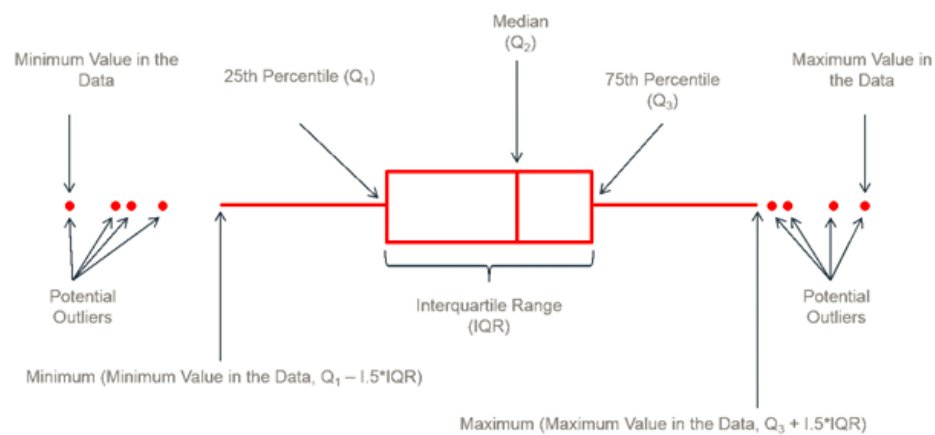 Median
(Q2)
Minimum Value in the
Data
25th Percentile (Q1)
75th Percentile
(Q3)
Maximum Value in
the Data
Potential
Outliers
Interquartile Range
(IQR)
Potential
Outliers
Minimum (Minimum Value in the Data, Q1 – I.5*IQR)
Maximum (Maximum Value in the Data, Q3 + I.5*IQR)